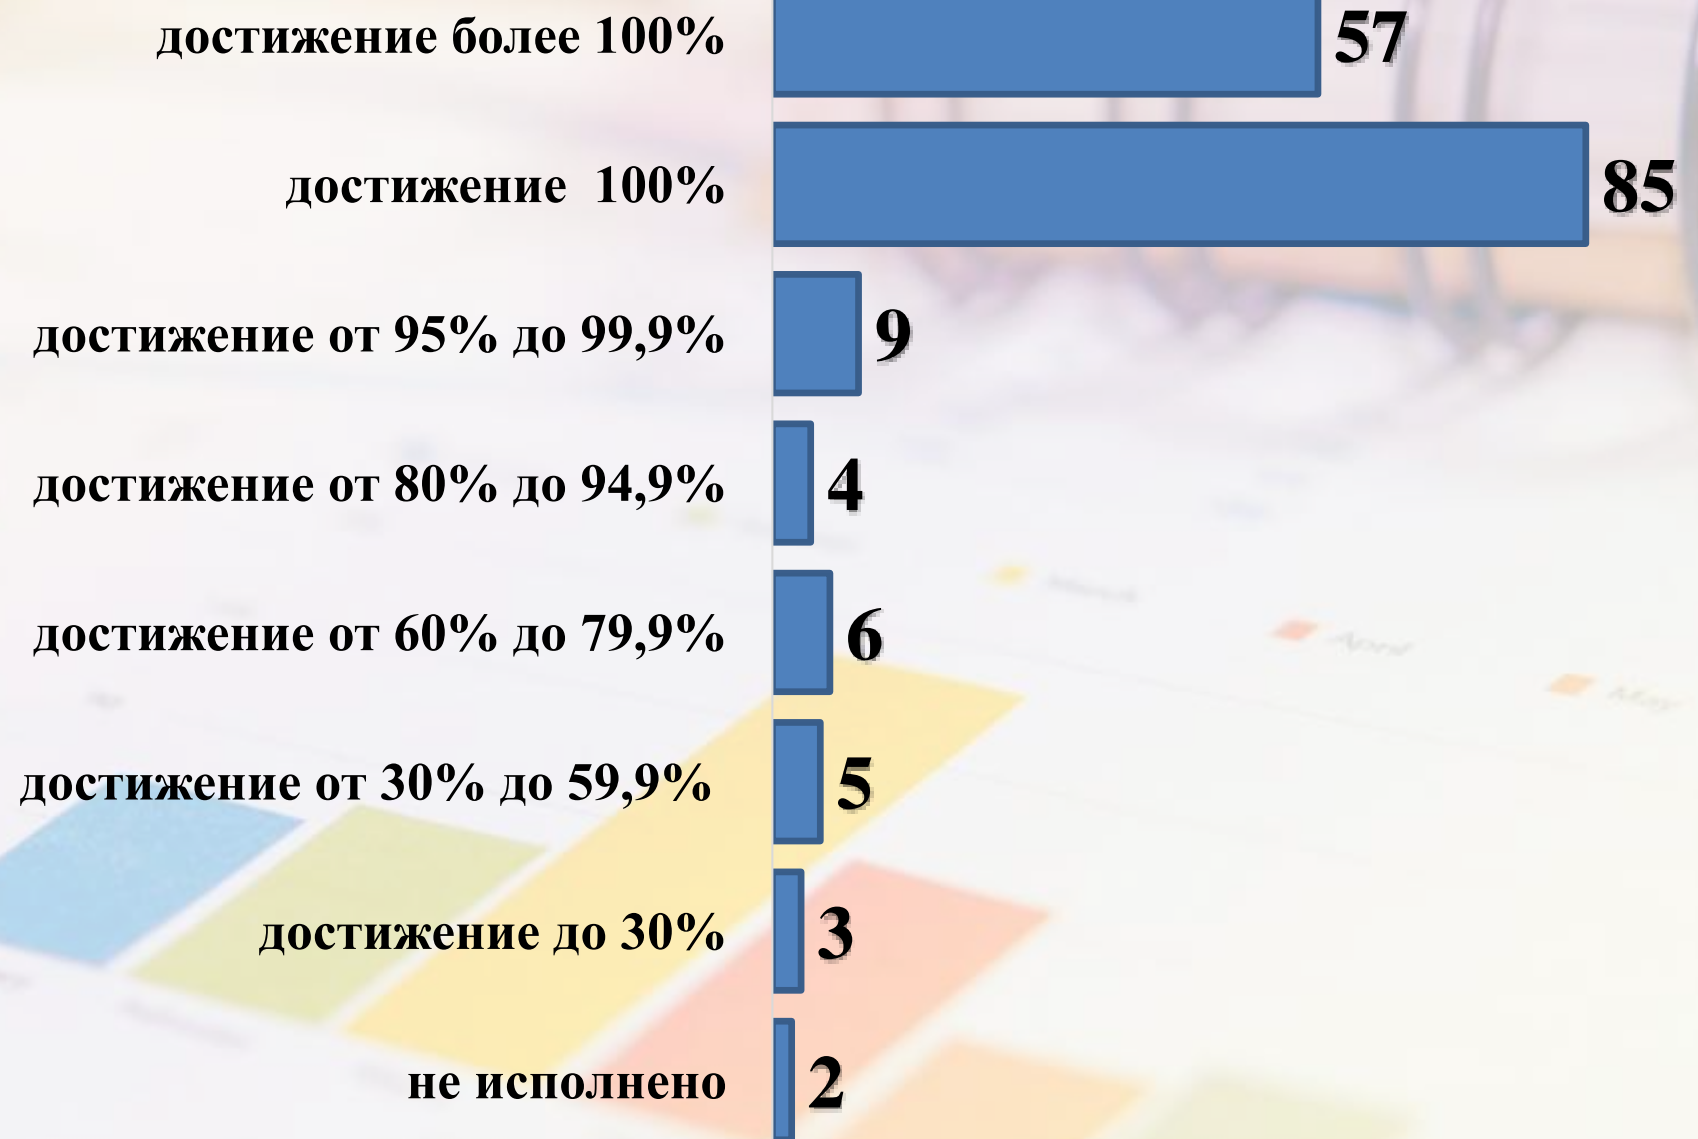 достижение более 100% 57
достижение 100% 85
достижение от 95% до 99,9% 9
достижение от 80% до 94,9% 4
достижение от 60% до 79,9% 6
достижение от 30% до 59,9% 5
достижение до 30% 3
не исполнено 2
April
May